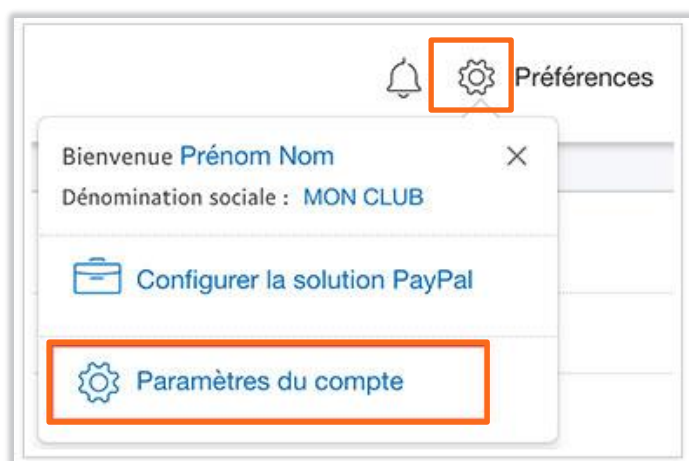 Préférences
Bienvenue Prénom Nom
Dénomination sociale : MON CLUB
Configurer la solution PayPal
Paramètres du compte